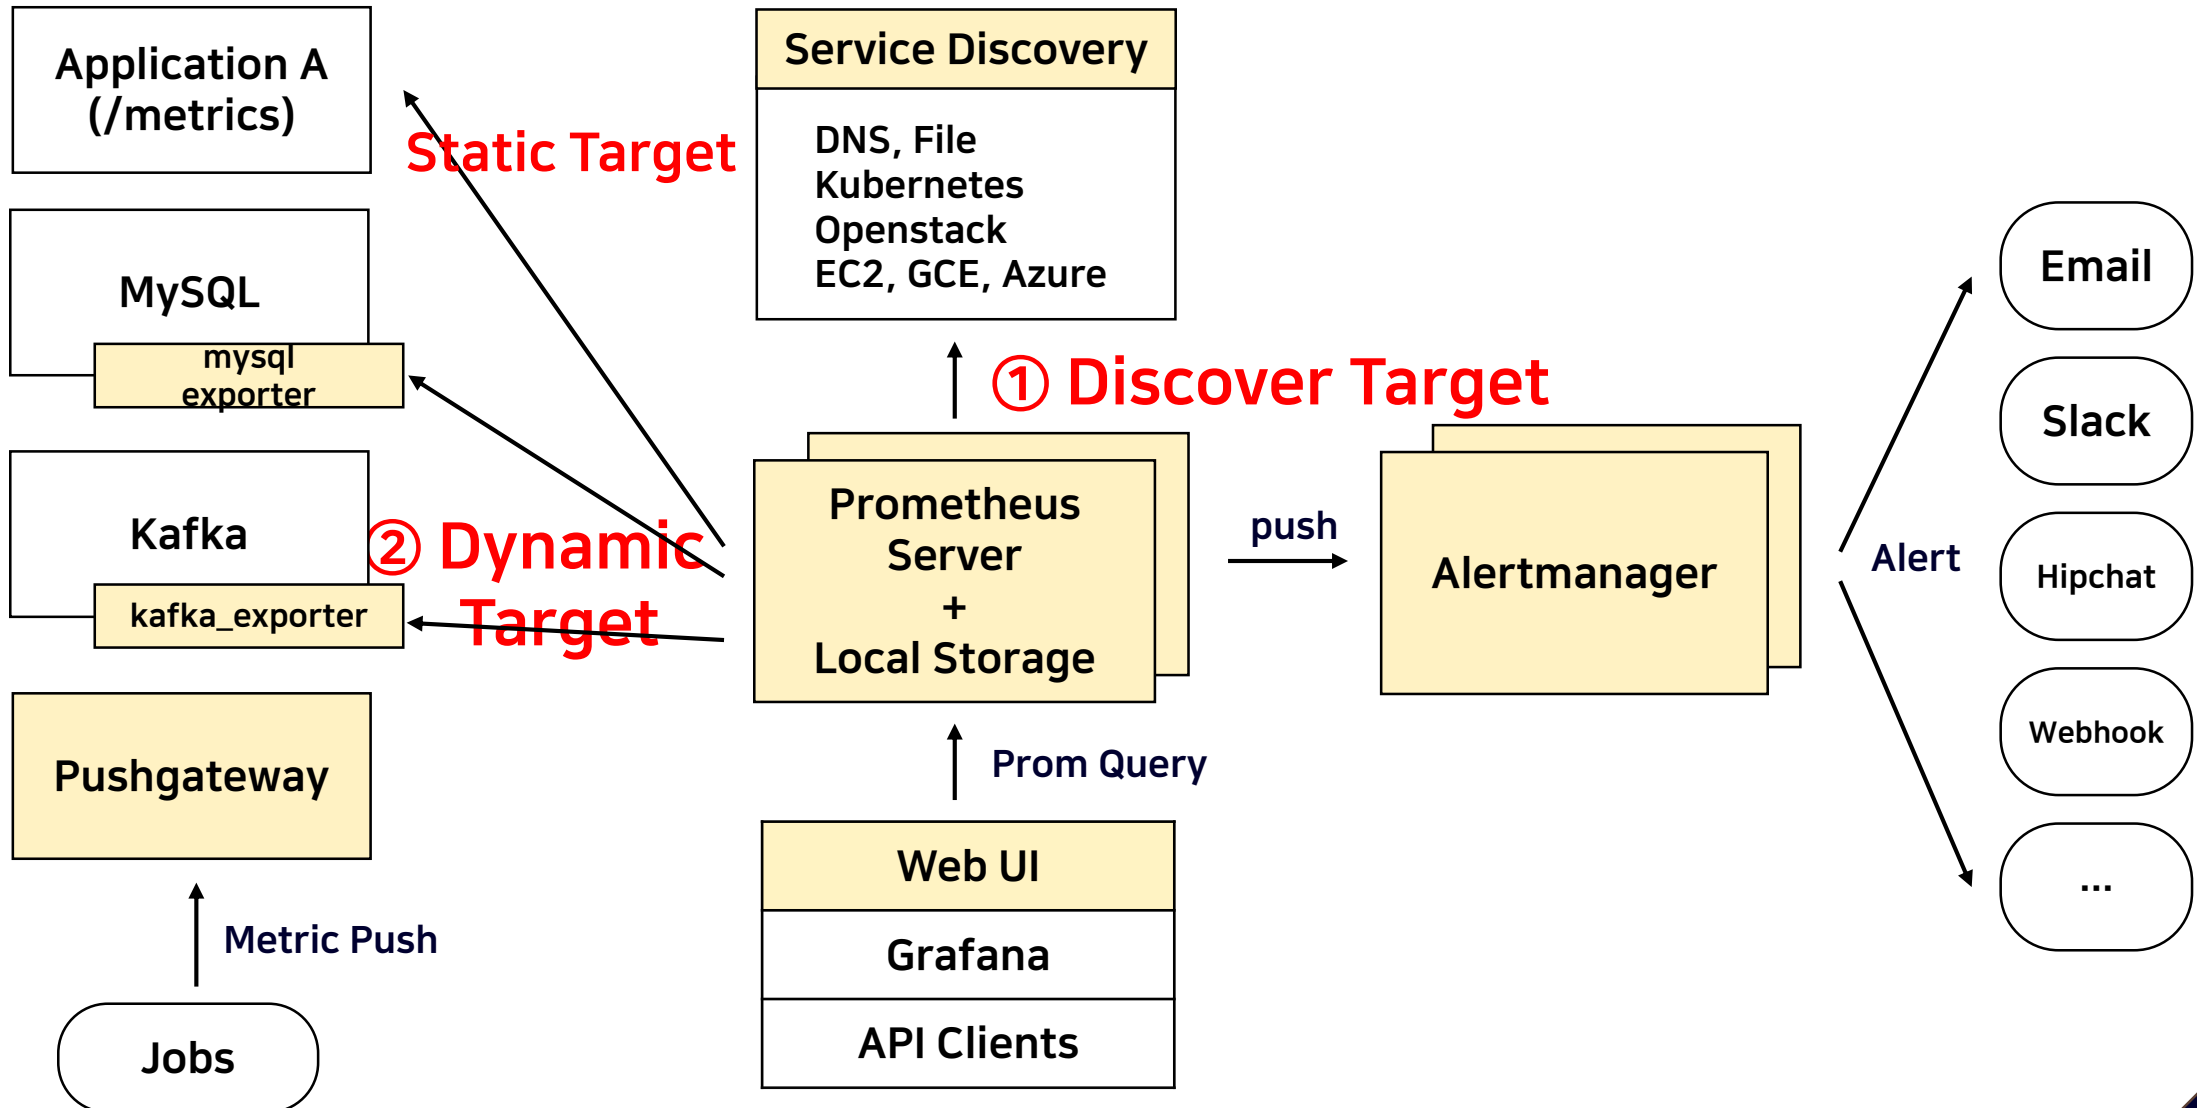 Application A
(/metrics)
Static Target
MySQL
mysql
exporter
Kafka
kafka_exporter
② Dynamic
Target
Pushgateway
Metric Push
Jobs
Service Discovery
DNS, File
Kubernetes
Openstack
EC2, GCE, Azure
① Discover Target
Prometheus
Server
+
Local Storage
Prom Query
Web UI
Grafana
API Clients
push
Alertmanager
Alert
Email
Slack
Hipchat
Webhook
...